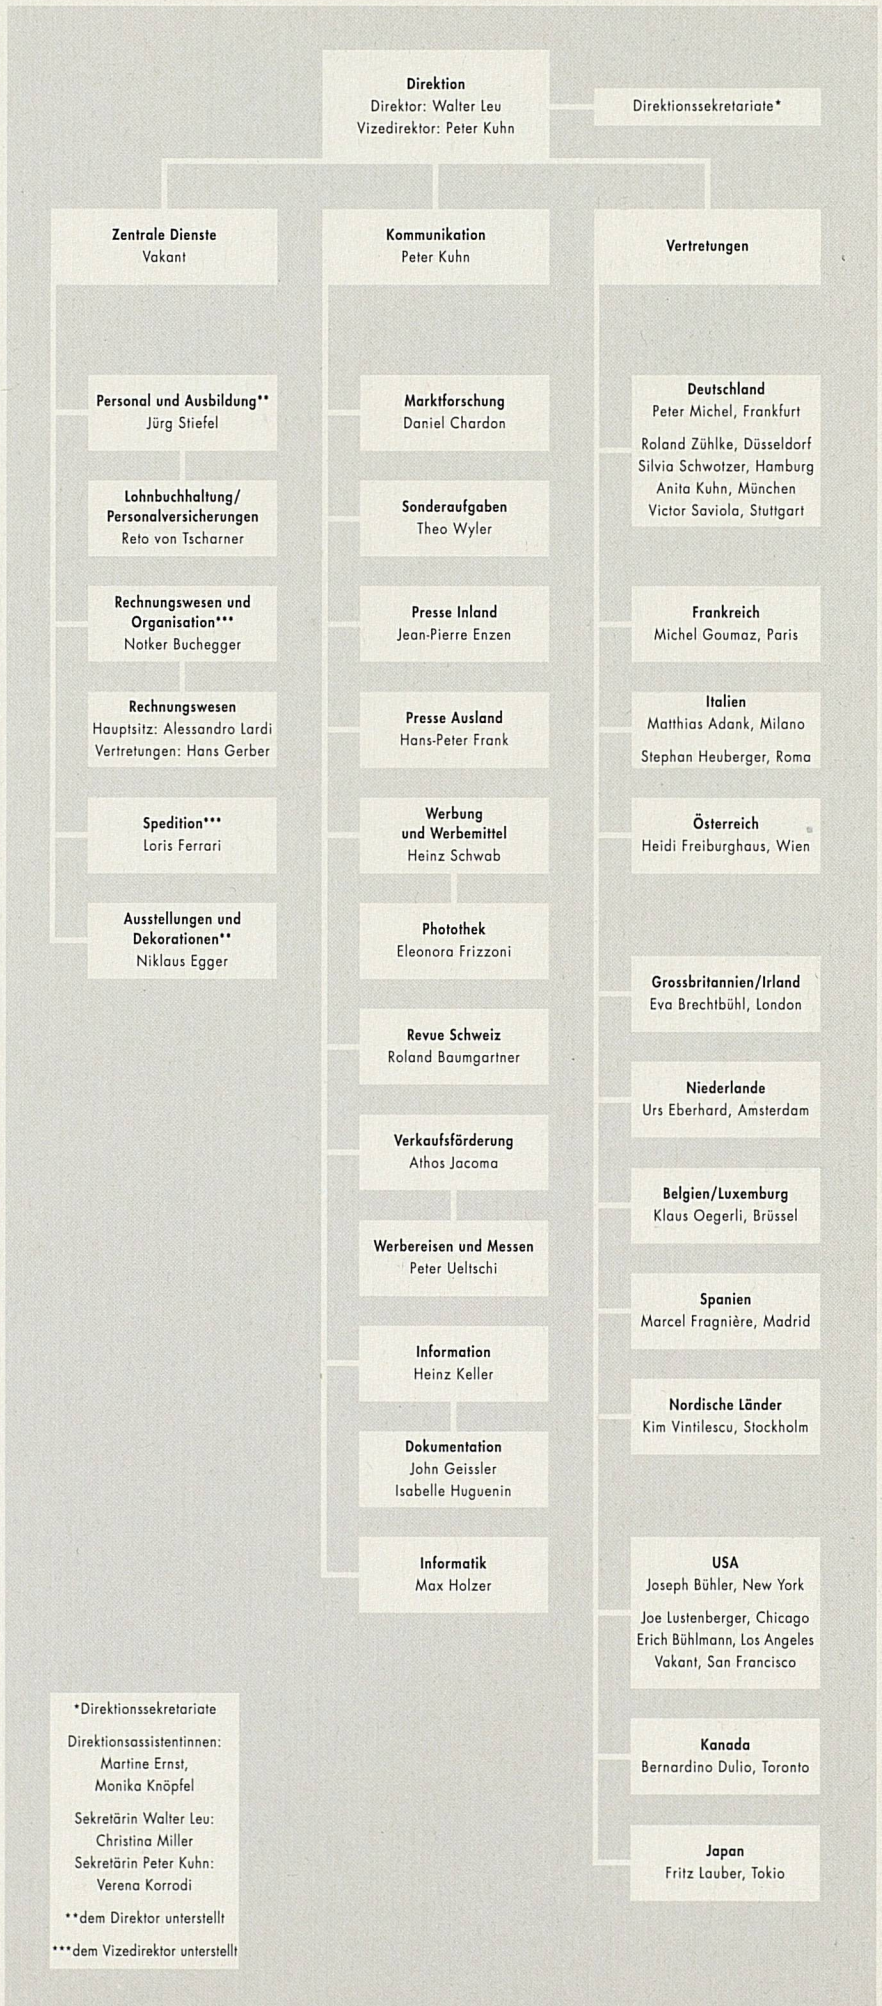 Direktion
Direktor: Walter Leu
Vizedirektor: Peter Kuhn
Direktionssekretariate*
Zentrale Dienste
Vakant
Kommunikation
Peter Kuhn
Vertretungen
Personal und Ausbildung**
Jürg Stiefel
Lohnbuchhaltung/
Personalversicherungen
Reto von Tscharner
Rechnungswesen und
Organisation***
Notker Buchegger
Rechnungswesen
Hauptsitz: Alessandro Lardi
Vertretungen: Hans Gerber
Spedition***
Loris Ferrari
Ausstellungen und
Dekorationen**
Niklaus Egger
Marktforschung
Daniel Chardon
Sonderaufgaben
Theo Wyler
Presse Inland
Jean-Pierre Enzen
Presse Ausland
Hans-Peter Frank
Werbung
und Werbemittel
Heinz Schwab
Photothek
Eleonora Frizzoni
Revue Schweiz
Roland Baumgartner
Verkaufsförderung
Athos Jacoma
Werbereisen und Messen
Peter Ueltschi
Information
Heinz Keller
Dokumentation
John Geissler
Isabelle Huguenin
Informatik
Max Holzer
Deutschland
Peter Michel, Frankfurt
Roland Zühlke, Düsseldorf
Silvia Schwotzer, Hamburg
Anita Kuhn, München
Victor Saviola, Stuttgart
Frankreich
Michel Goumaz, Paris
Italien
Matthias Adank, Milano
Stephan Heuberger, Roma
Österreich
Heidi Freiburghaus, Wien
Grossbritannien/Irland
Eva Brechtbühl, London
Niederlande
Urs Eberhard, Amsterdam
Belgien/Luxemburg
Klaus Oegerli, Brüssel
Spanien
Marcel Fragnière, Madrid
Nordische Länder
Kim Vintilescu, Stockholm
USA
Joseph Bühler, New York
Joe Lustenberger, Chicago
Erich Bühlmann, Los Angeles
Vakant, San Francisco
Kanada
Bernardino Dulio, Toronto
Japan
Fritz Lauber, Tokio
*Direktionssekretariate
Direktionsassistentinnen:
Martine Ernst,
Monika Knöpfel
Sekretärin Walter Leu:
Christina Miller
Sekretärin Peter Kuhn:
Verena Korrodi
**dem Direktor unterstellt
***dem Vizedirektor unterstellt